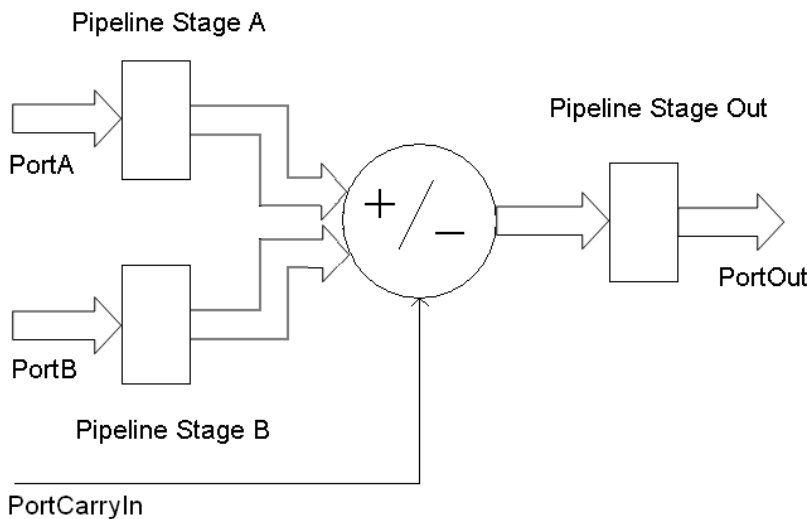 Pipeline Stage A
PortA
Pipeline Stage Out
+/−
PortOut
PortB
Pipeline Stage B
PortCarryIn